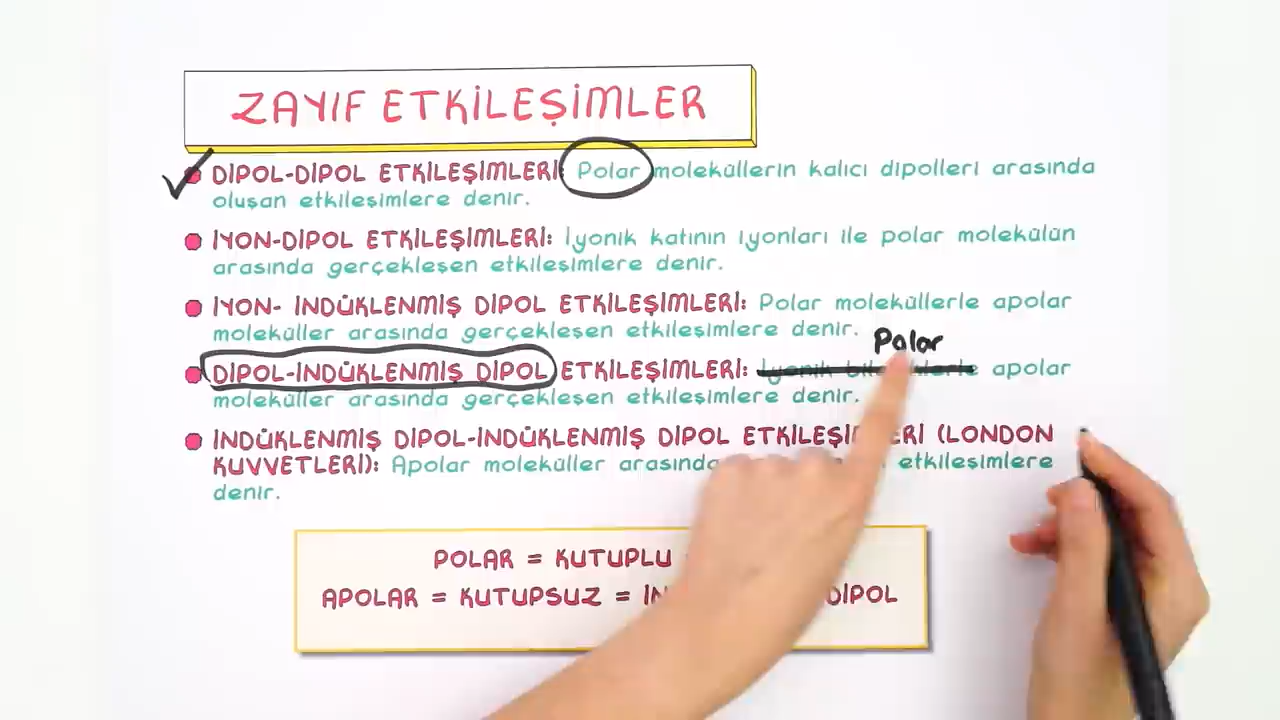 ZAYIF ETKİLEŞİMLER
DİPOL-DİPOL ETKİLEŞİMLERİ: Polar moleküllerin kalıcı dipolleri arasında
oluşan etkileşimlere denir.
İYON-DİPOL ETKİLEŞİMLERİ: İyonik katının iyonları ile polar molekülün
arasında gerçekleşen etkileşimlere denir.
İYON- İNDÜKLENMİŞ DİPOL ETKİLEŞİMLERİ: Polar moleküllerle apolar
moleküller arasında gerçekleşen etkileşimlere denir.
Polar
DİPOL-İNDÜKLENMİŞ DİPOL ETKİLEŞİMLERİ: apolar
moleküller arasında gerçekleşen etkileşimlere denir.
İNDÜKLENMİŞ DİPOL-İNDÜKLENMİŞ DİPOL (LONDON
KUVVETLERİ): Apolar moleküller arasında etkileşimlere
denir.
POLAR = KUTUPLU
APOLAR = KUTUPSUZ = DİPOL